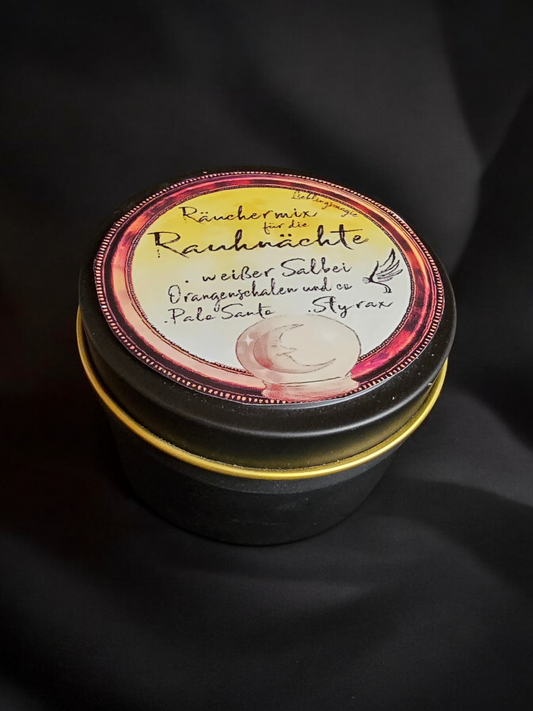 Lieblingsmagie
Räuchermix
für die
Rauhnächte
. weißer Salbei
Orangenschalen und co
.Palo Santo .Styrax